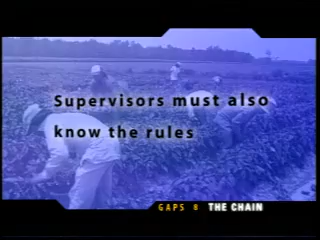 Supervisors must also
know the rules
GAPS 8 THE CHAIN